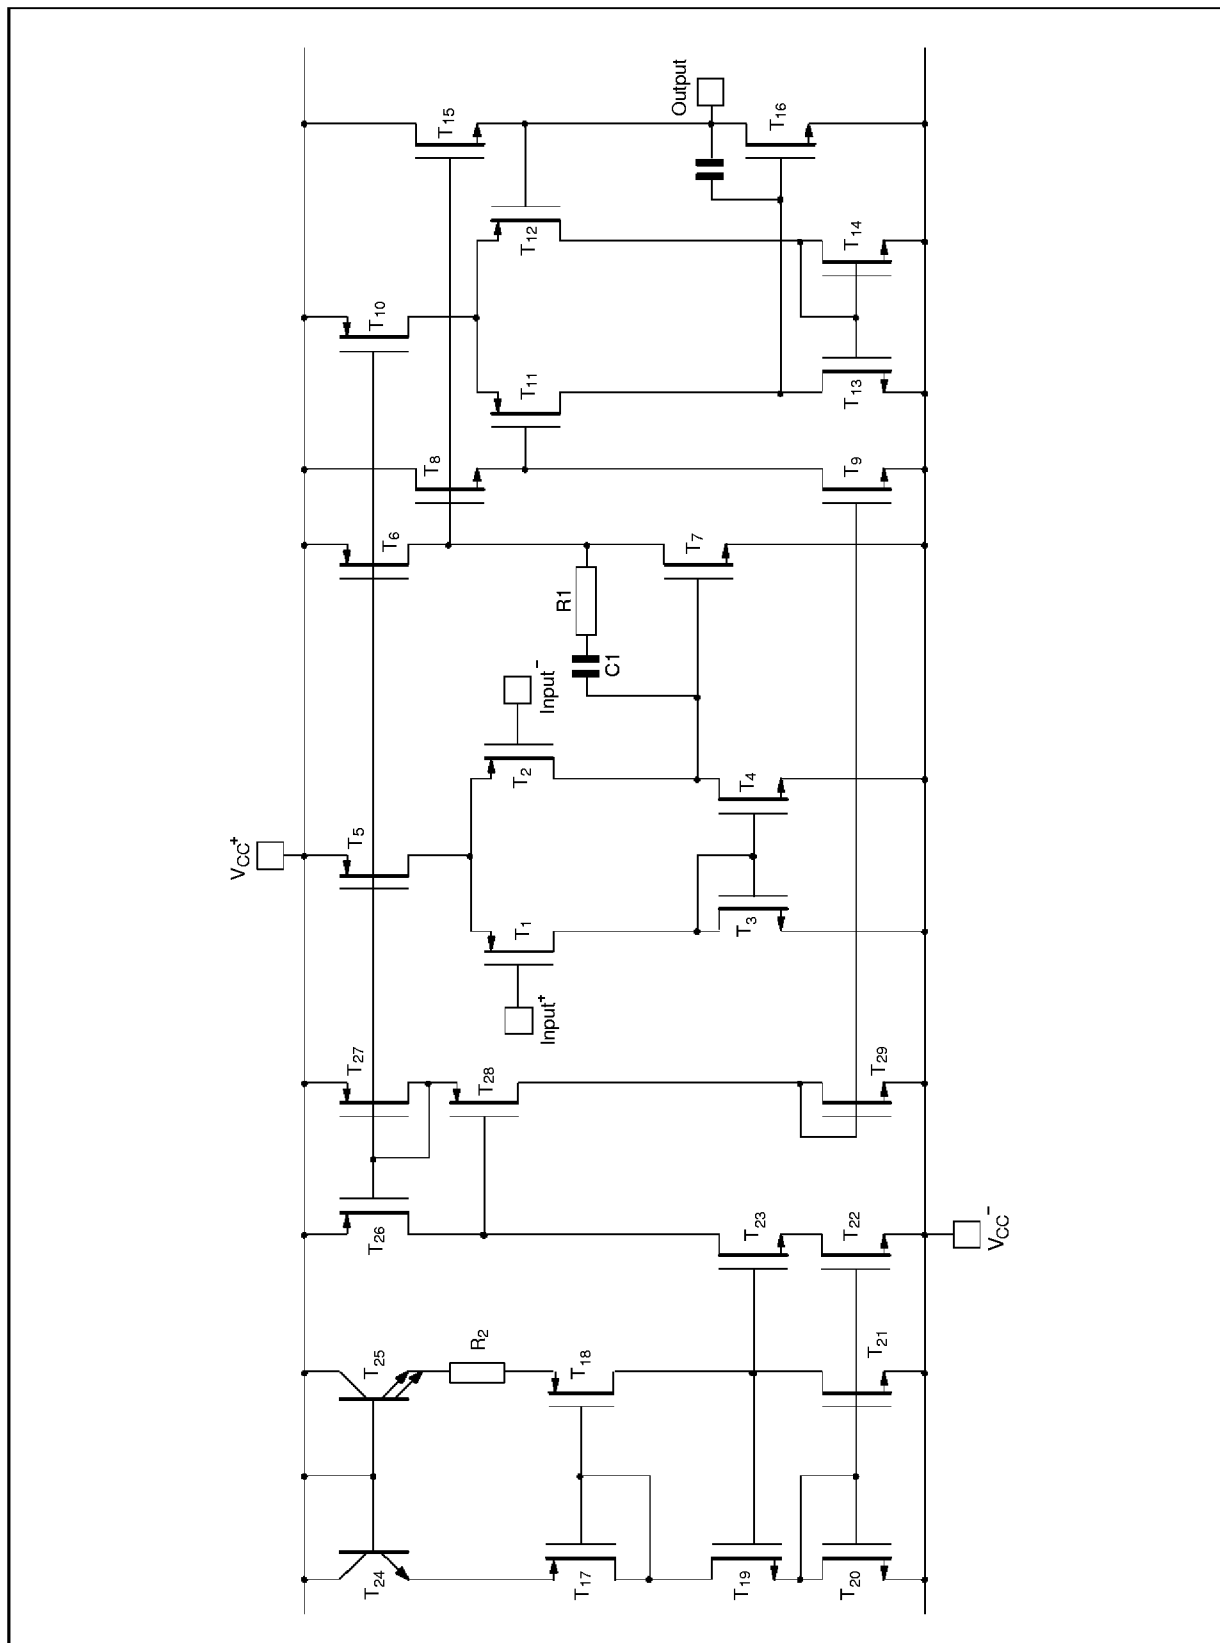 Output
T15
T16
T12
T14
T10
T11
T13
T8
T9
T6
T7
R1
C1
Input-
T2
T4
T5
VCC+
T1
T3
Input+
T27
T28
T29
T26
T23
T22
VCC-
T25
R2
T18
T21
T24
T17
T19
T20